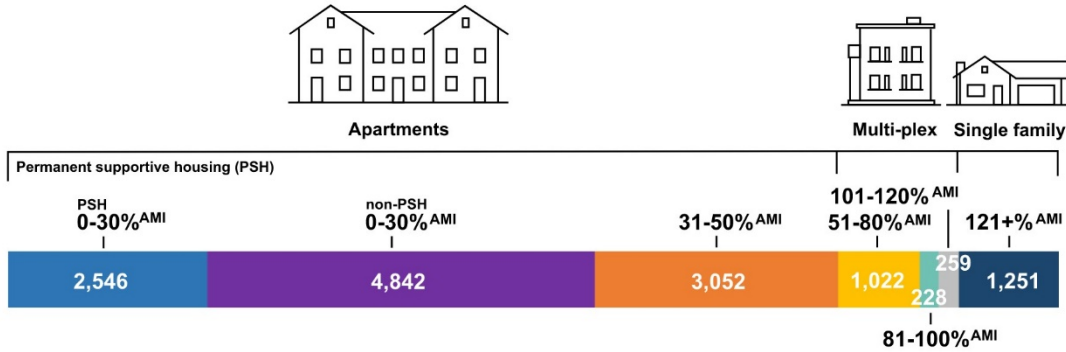 Apartments
Multi-plex
Single family
Permanent supportive housing (PSH)
PSH
0-30% AMI
non-PSH
0-30% AMI
31-50% AMI
101-120% AMI
51-80% AMI
121+% AMI
2,546
4,842
3,052
1,022
228
259
1,251
81-100% AMI